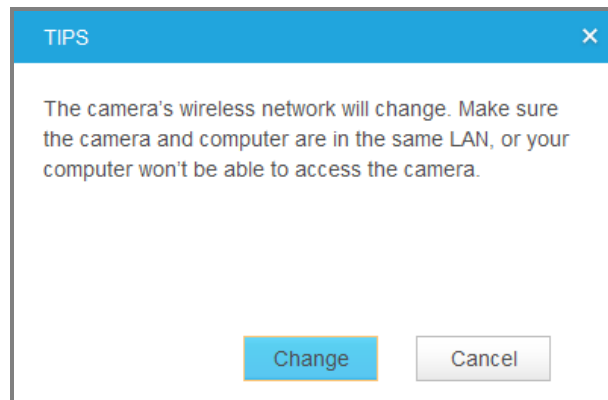 TIPS
The camera’s wireless network will change. Make sure
the camera and computer are in the same LAN, or your
computer won’t be able to access the camera.
Change
Cancel